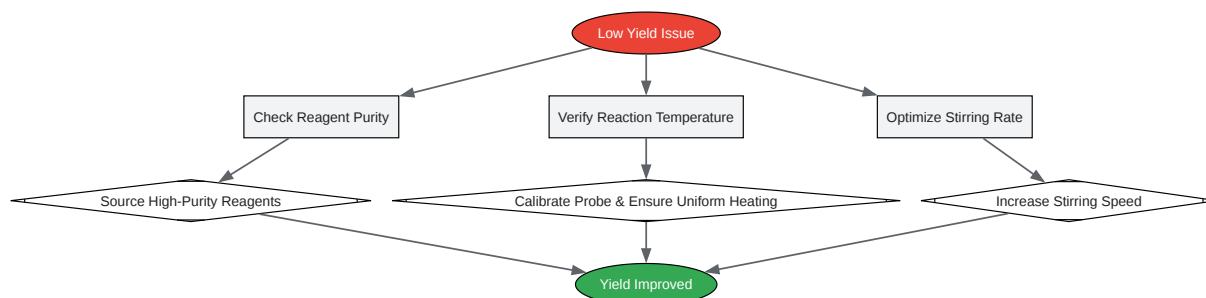 Low Yield Issue
Check Reagent Purity
Verify Reaction Temperature
Optimize Stirring Rate
Source High-Purity Reagents
Calibrate Probe & Ensure Uniform Heating
Increase Stirring Speed
Yield Improved